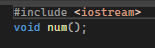 #include <iostream>
void num();